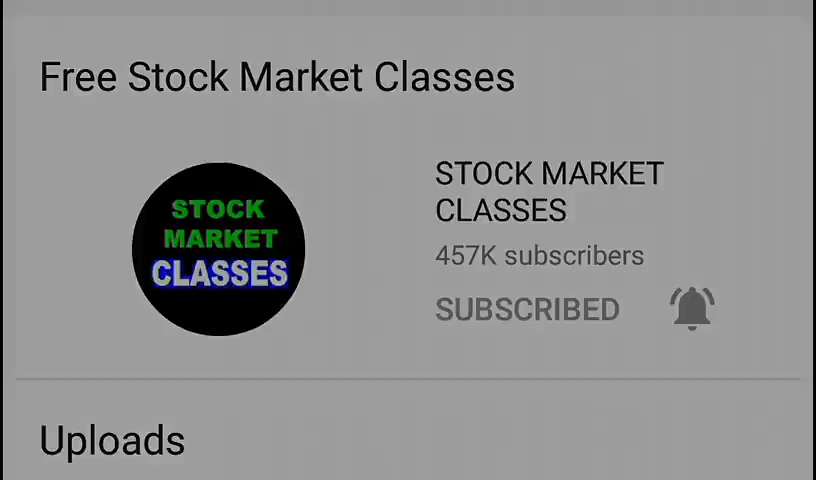 Free Stock Market Classes
STOCK
MARKET
CLASSES
STOCK MARKET
CLASSES
457K subscribers
SUBSCRIBED
Uploads